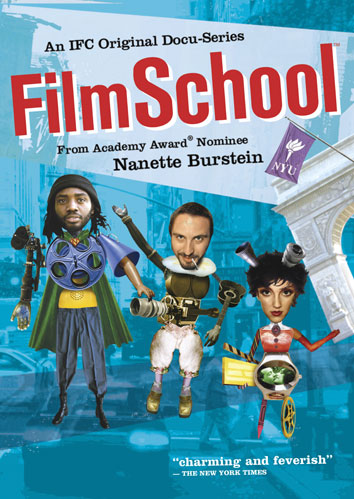 An IFC Original Docu-Series
FilmSchool™
From Academy Award® Nominee
Nanette Burstein
NYU
“charming and feverish”
— THE NEW YORK TIMES